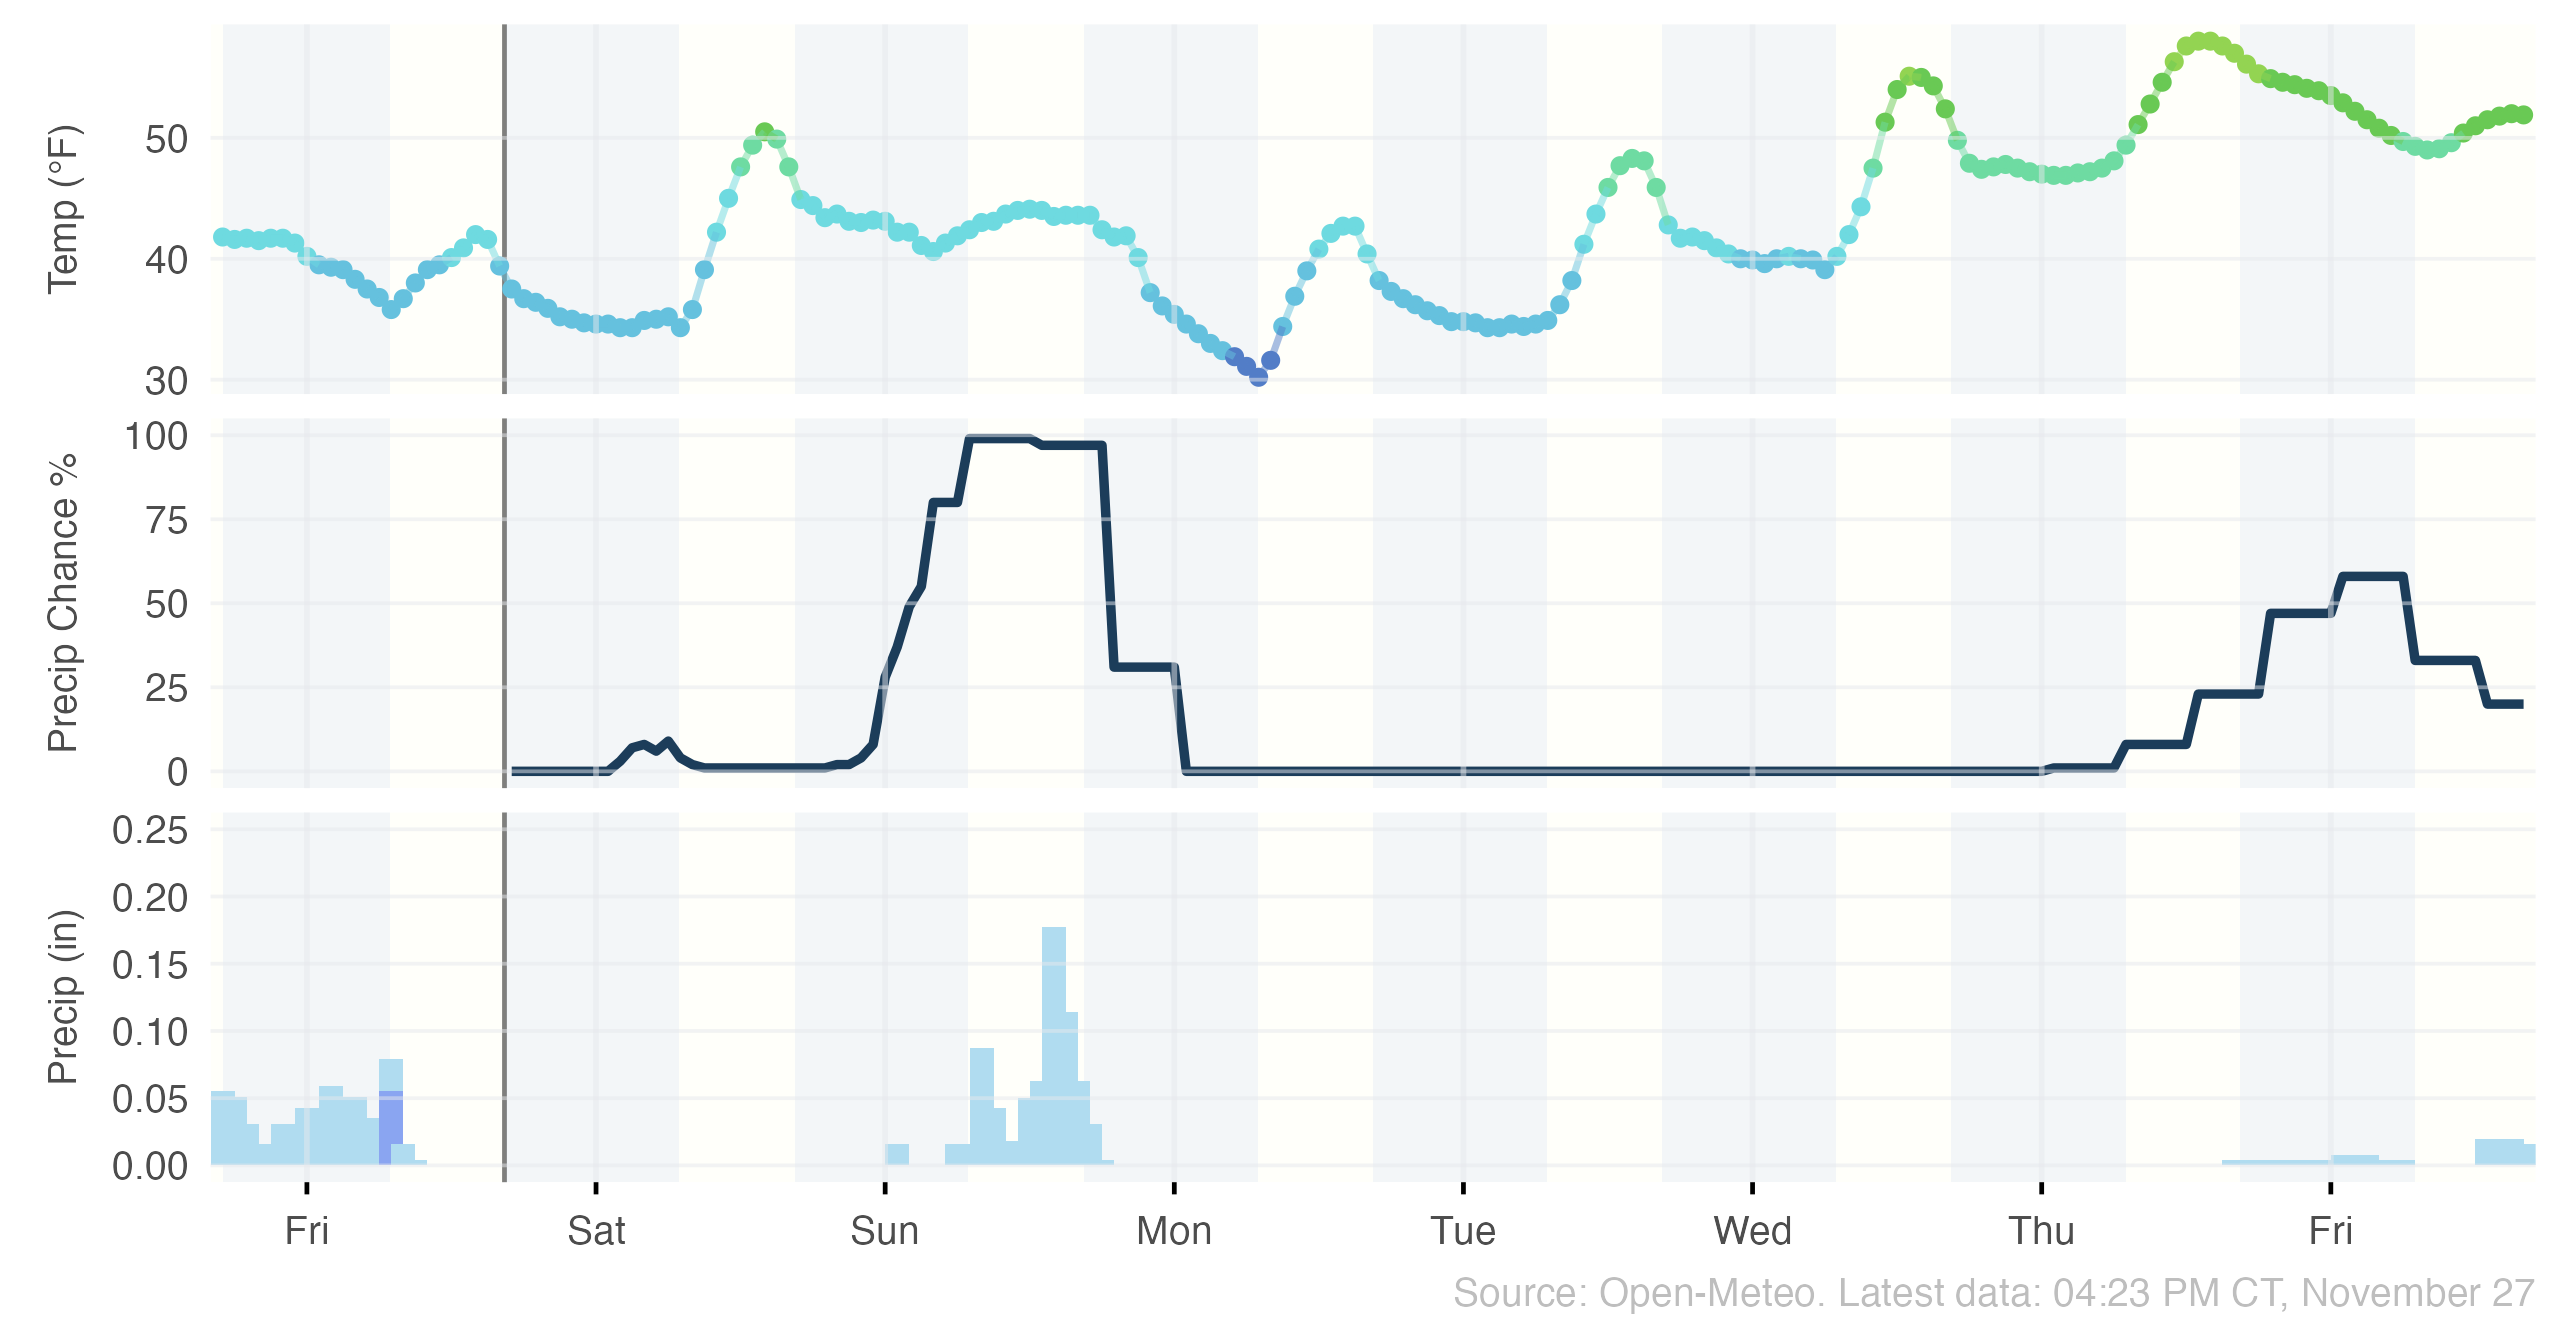 Temp (°F)
50
40
30
Precip Chance %
100
75
50
25
0
Precip (in)
0.25
0.20
0.15
0.10
0.05
0.00
Fri Sat Sun Mon Tue Wed Thu Fri
Source: Open-Meteo. Latest data: 04:23 PM CT, November 27